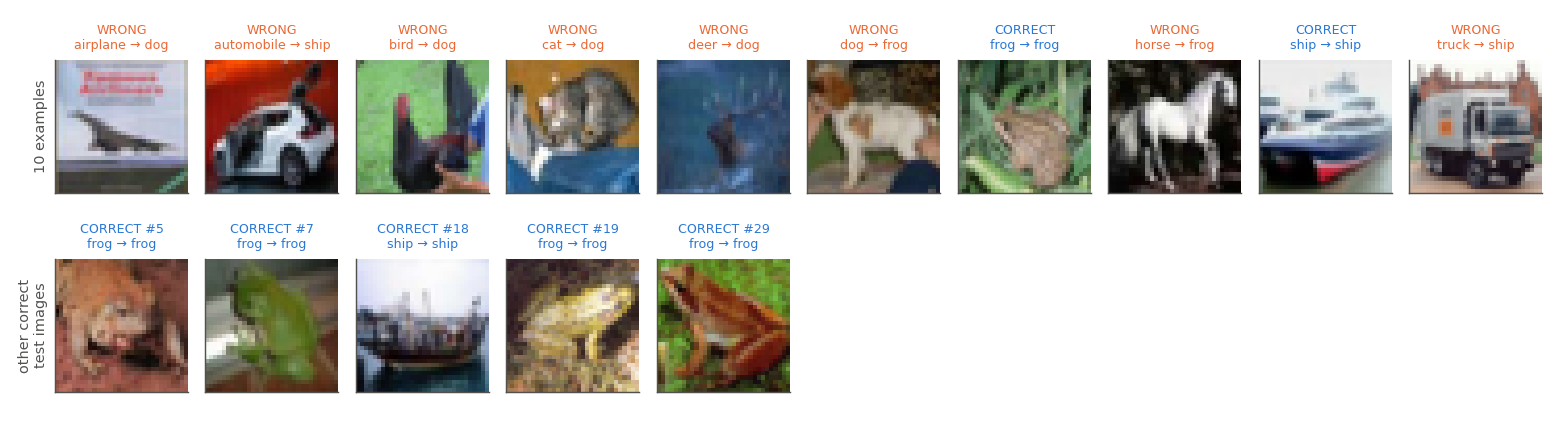 WRONG
airplane → dog
WRONG
automobile → ship
WRONG
bird → dog
WRONG
cat → dog
WRONG
deer → dog
WRONG
dog → frog
CORRECT
frog → frog
WRONG
horse → frog
CORRECT
ship → ship
WRONG
truck → ship
10 examples
Famous
Airliners
CORRECT #5
frog → frog
CORRECT #7
frog → frog
CORRECT #18
ship → ship
CORRECT #19
frog → frog
CORRECT #29
frog → frog
other correct
test images